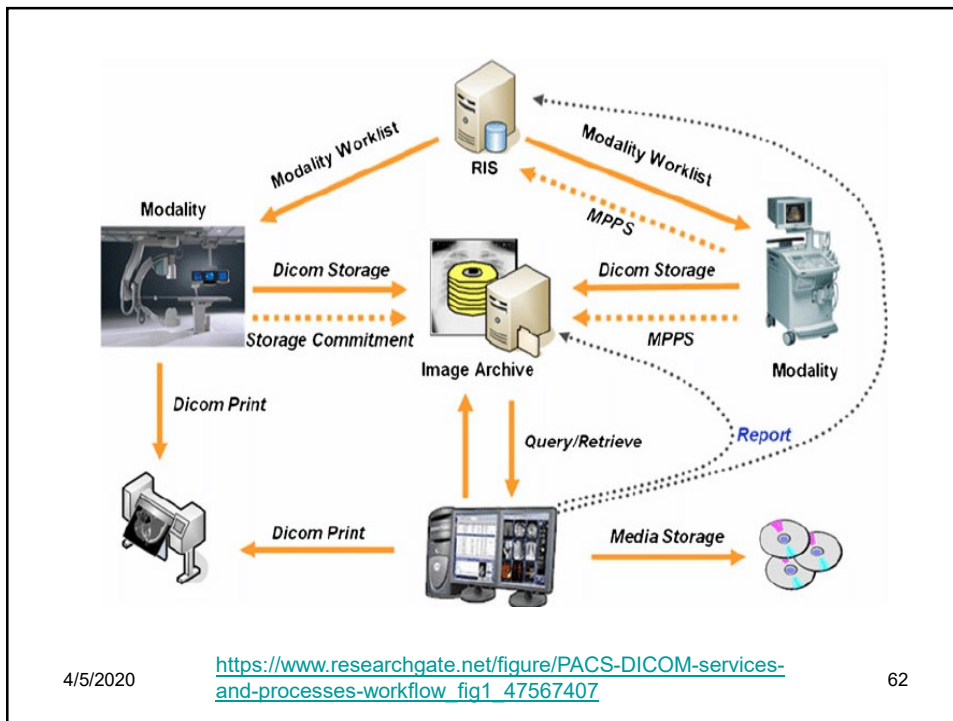 RIS
Modality Worklist
Modality Worklist
MPPS
Modality
Dicom Storage
Storage Commitment
Dicom Storage
MPPS
Image Archive
Modality
Dicom Print
Query/Retrieve
Report
Dicom Print
Media Storage
4/5/2020
https://www.researchgate.net/figure/PACS-DICOM-services-
and-processes-workflow_fig1_47567407
62